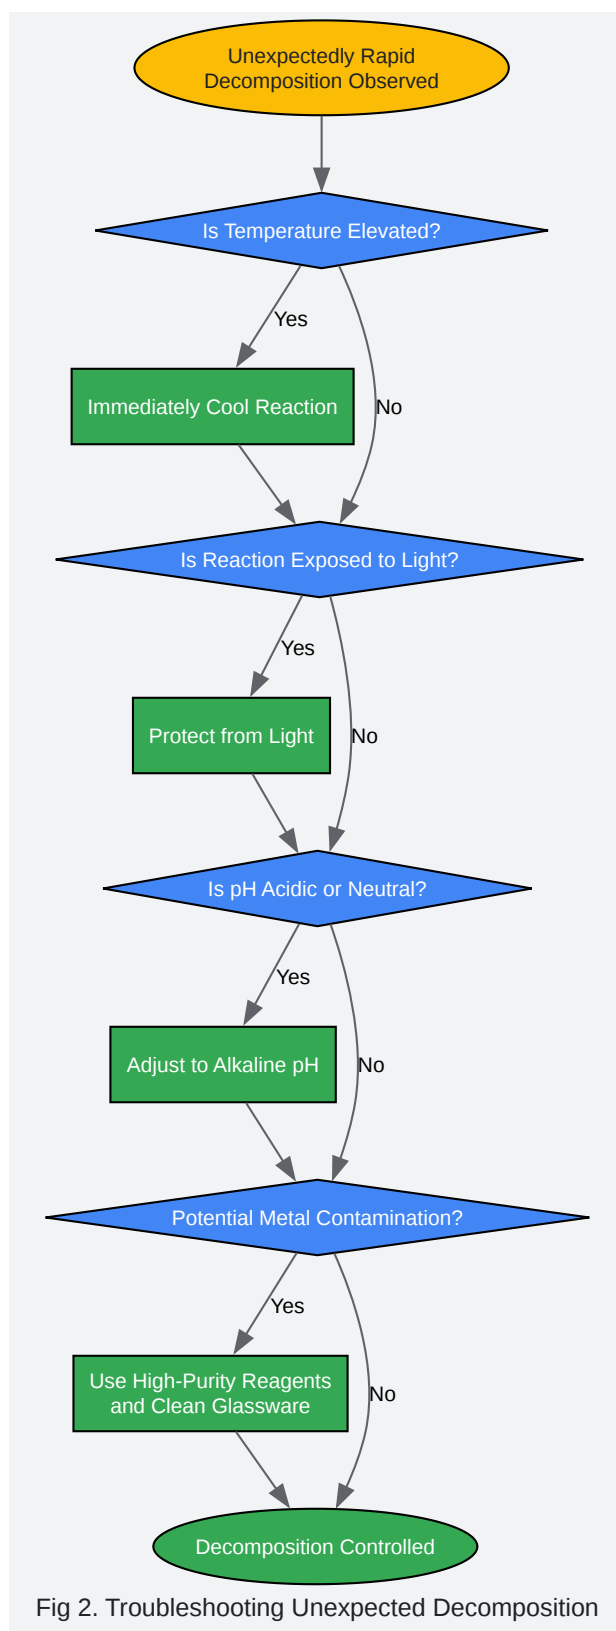 Unexpectedly Rapid
Decomposition Observed
Is Temperature Elevated?
Yes
Immediately Cool Reaction
No
Is Reaction Exposed to Light?
Yes
Protect from Light
No
Is pH Acidic or Neutral?
Yes
Adjust to Alkaline pH
No
Potential Metal Contamination?
Yes
Use High-Purity Reagents
and Clean Glassware
No
Decomposition Controlled
Fig 2. Troubleshooting Unexpected Decomposition